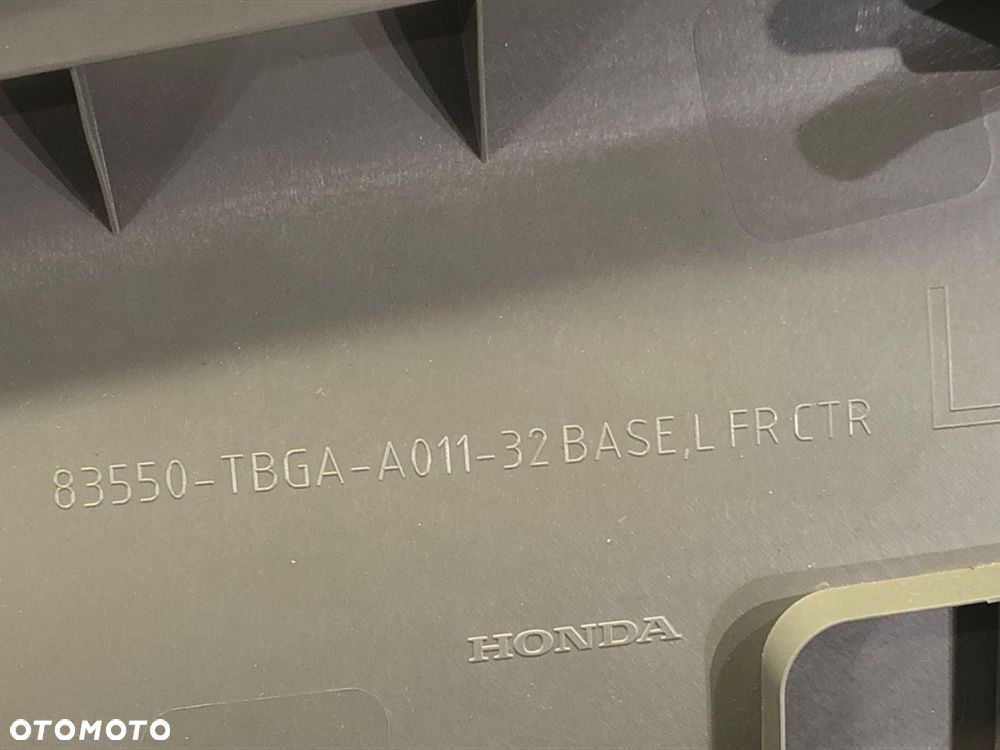 L
83550-TBGA-A011-32 BASE,L FR CTR
HONDA
OTOMOTO